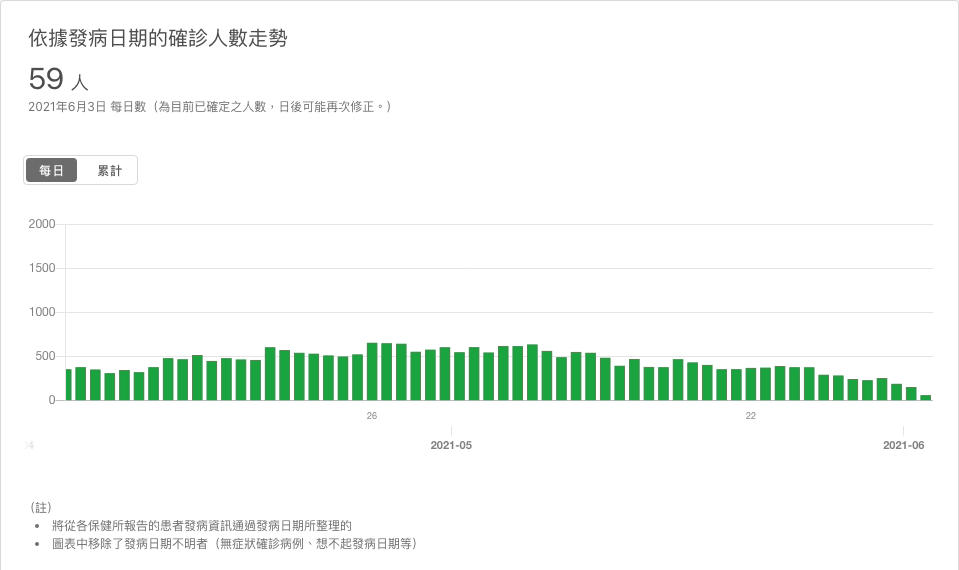 依據發病日期的確診人數走勢
59 人
2021年6月3日 每日數（為目前已確定之人數，日後可能再次修正。）
每日 累計
2000
1500
1000
500
0
26 22
2021-05 2021-06
（註）
• 將從各保健所報告的患者發病資訊通過發病日期所整理的
• 圖表中移除了發病日期不明者（無症狀確診病例、想不起發病日期等）